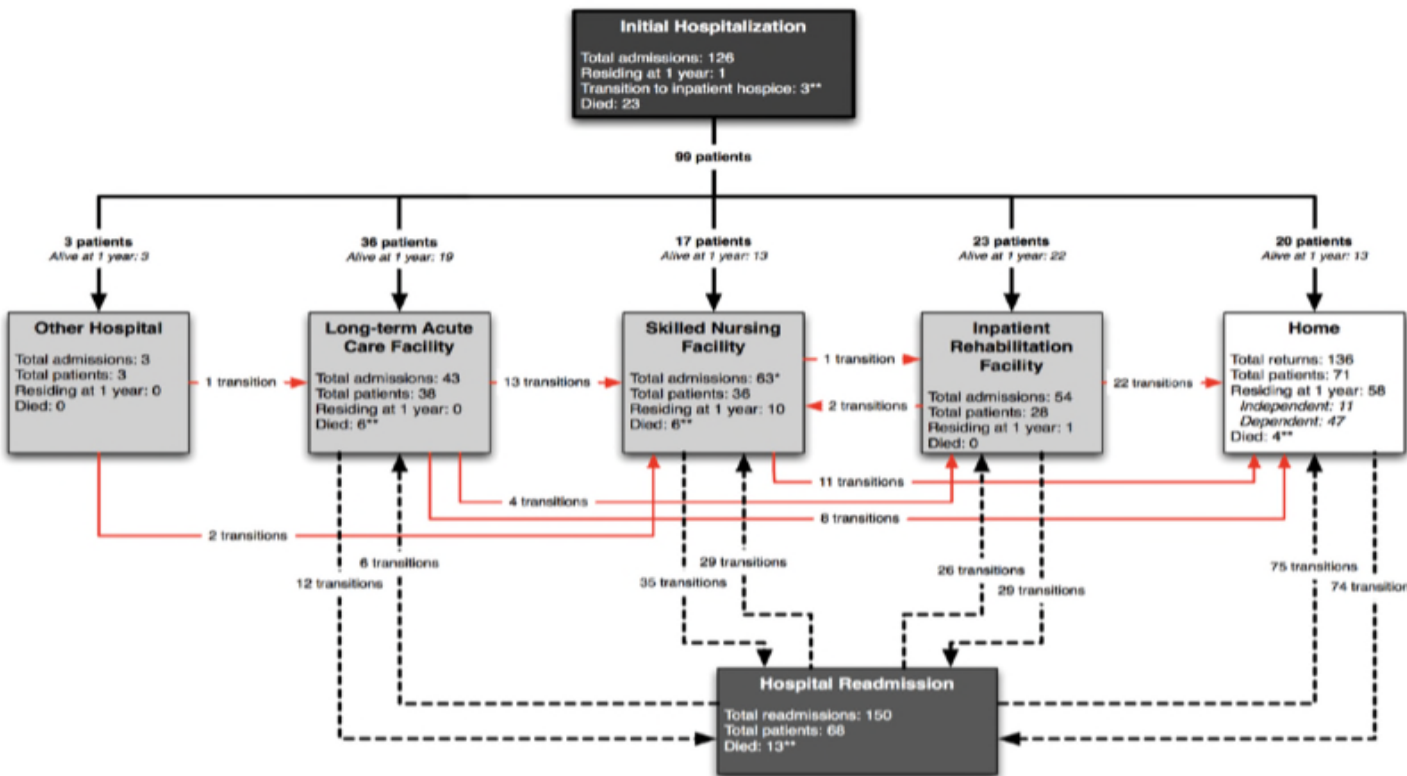 Initial Hospitalization
Total admissions: 126
Residing at 1 year: 1
Transition to inpatient hospice: 3**
Died: 23
99 patients
3 patients
Alive at 1 year: 3
36 patients
Alive at 1 year: 19
17 patients
Alive at 1 year: 13
23 patients
Alive at 1 year: 22
20 patients
Alive at 1 year: 13
Other Hospital
Total admissions: 3
Total patients: 3
Residing at 1 year: 0
Died: 0
1 transition
Long-term Acute
Care Facility
Total admissions: 43
Total patients: 38
Residing at 1 year: 0
Died: 6**
13 transitions
Skilled Nursing
Facility
Total admissions: 63*
Total patients: 36
Residing at 1 year: 10
Died: 6**
1 transition
2 transitions
Inpatient
Rehabilitation
Facility
Total admissions: 54
Total patients: 28
Residing at 1 year: 1
Died: 0
22 transitions
Home
Total returns: 136
Total patients: 71
Residing at 1 year: 58
Independent: 11
Dependent: 47
Died: 4**
11 transitions
4 transitions
transitions
2 transitions
12 transitions
6 transitions
35 transitions
29 transitions
26 transitions
29 transitions
75 transitions
74 transition
Hospital Readmission
Total readmissions: 150
Total patients: 68
Died: 13**